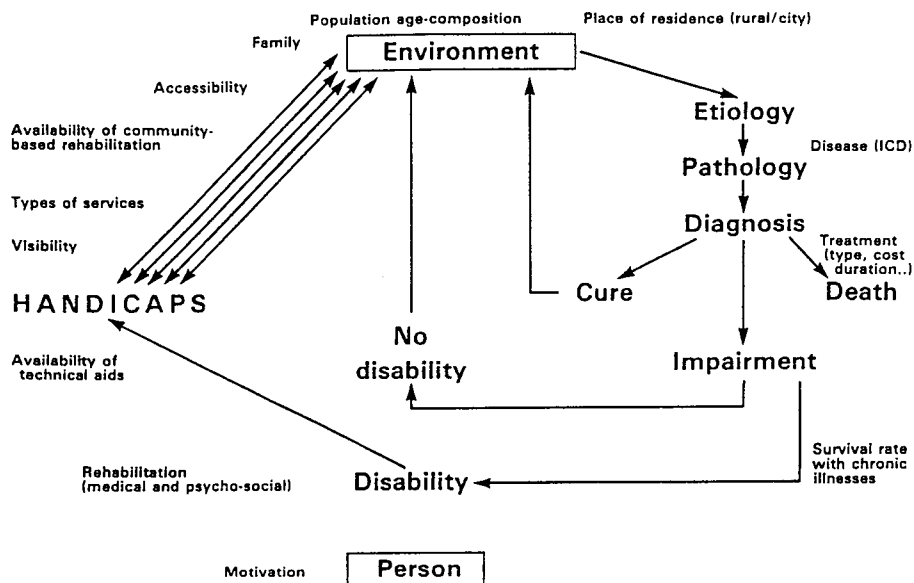 Population age-composition
Place of residence (rural/city)
Family
Environment
Accessibility
Etiology
Availability of community-
based rehabilitation
Disease (ICD)
Pathology
Types of services
Diagnosis
Visibility
Treatment
(type, cost
duration..)
HANDICAPS
Cure
Death
No
disability
Availability of
technical aids
Impairment
Survival rate
with chronic
illnesses
Rehabilitation
(medical and psycho-social)
Disability
Motivation
Person